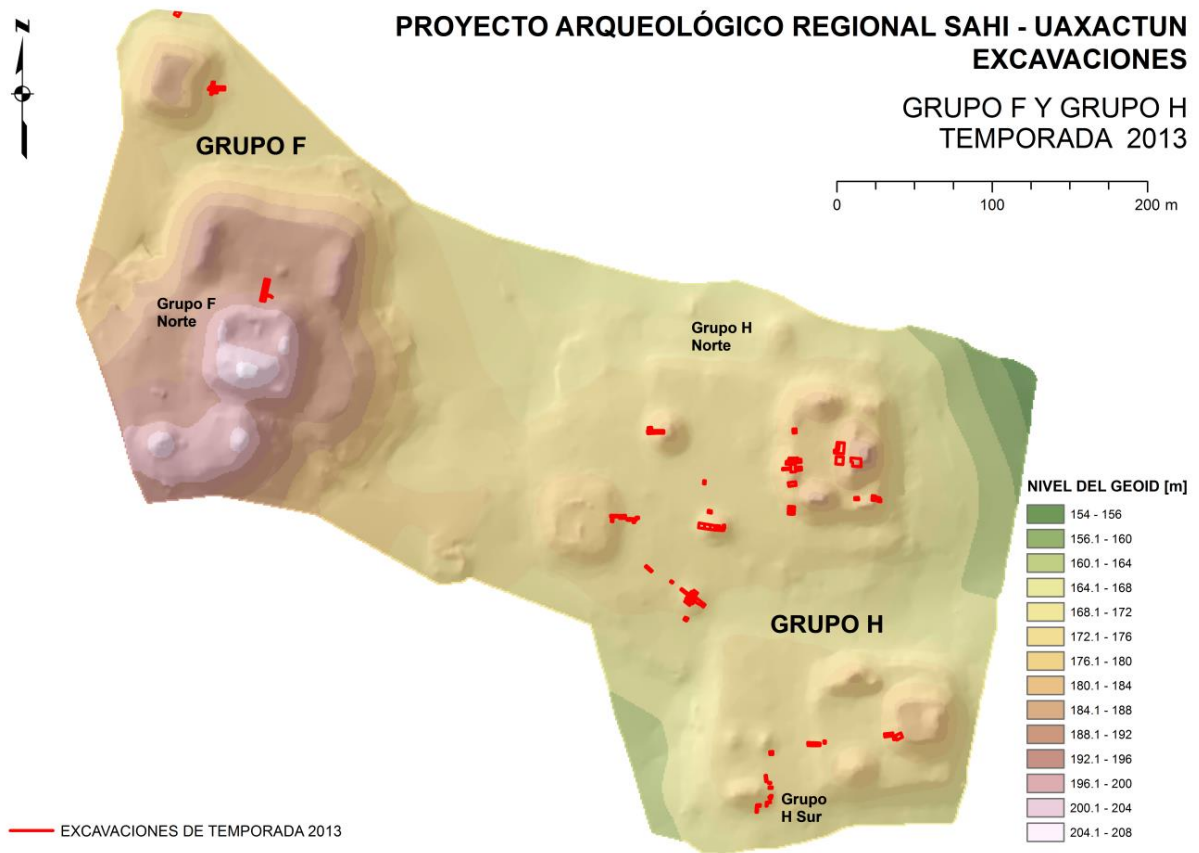 PROYECTO ARQUEOLÓGICO REGIONAL SAHI - UAXACTUN
EXCAVACIONES
GRUPO F Y GRUPO H
TEMPORADA 2013
N
0 100 200 m
GRUPO F
Grupo F
Norte
Grupo H
Norte
GRUPO H
Grupo
H Sur
NIVEL DEL GEOID [m]
154 - 156
156.1 - 160
160.1 - 164
164.1 - 168
168.1 - 172
172.1 - 176
176.1 - 180
180.1 - 184
184.1 - 188
188.1 - 192
192.1 - 196
196.1 - 200
200.1 - 204
204.1 - 208
EXCAVACIONES DE TEMPORADA 2013